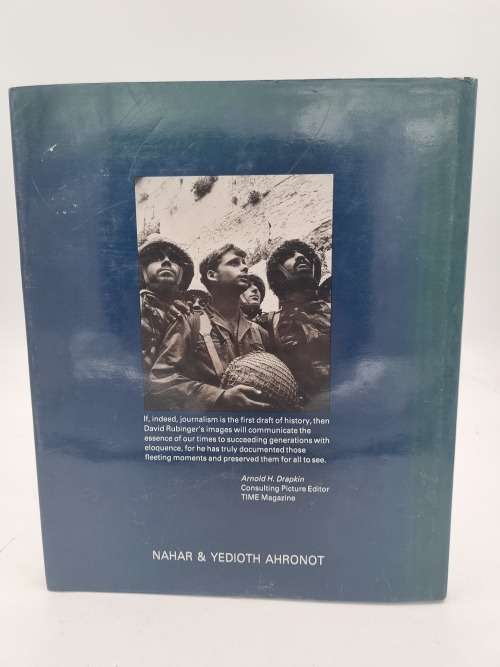 If, indeed, journalism is the first draft of history, then
David Rubinger's images will communicate the
essence of our times to succeeding generations with
eloquence, for he has truly documented those
fleeting moments and preserved them for all to see.
Arnold H. Drapkin
Consulting Picture Editor
TIME Magazine
NAHAR & YEDIOTH AHRONOT